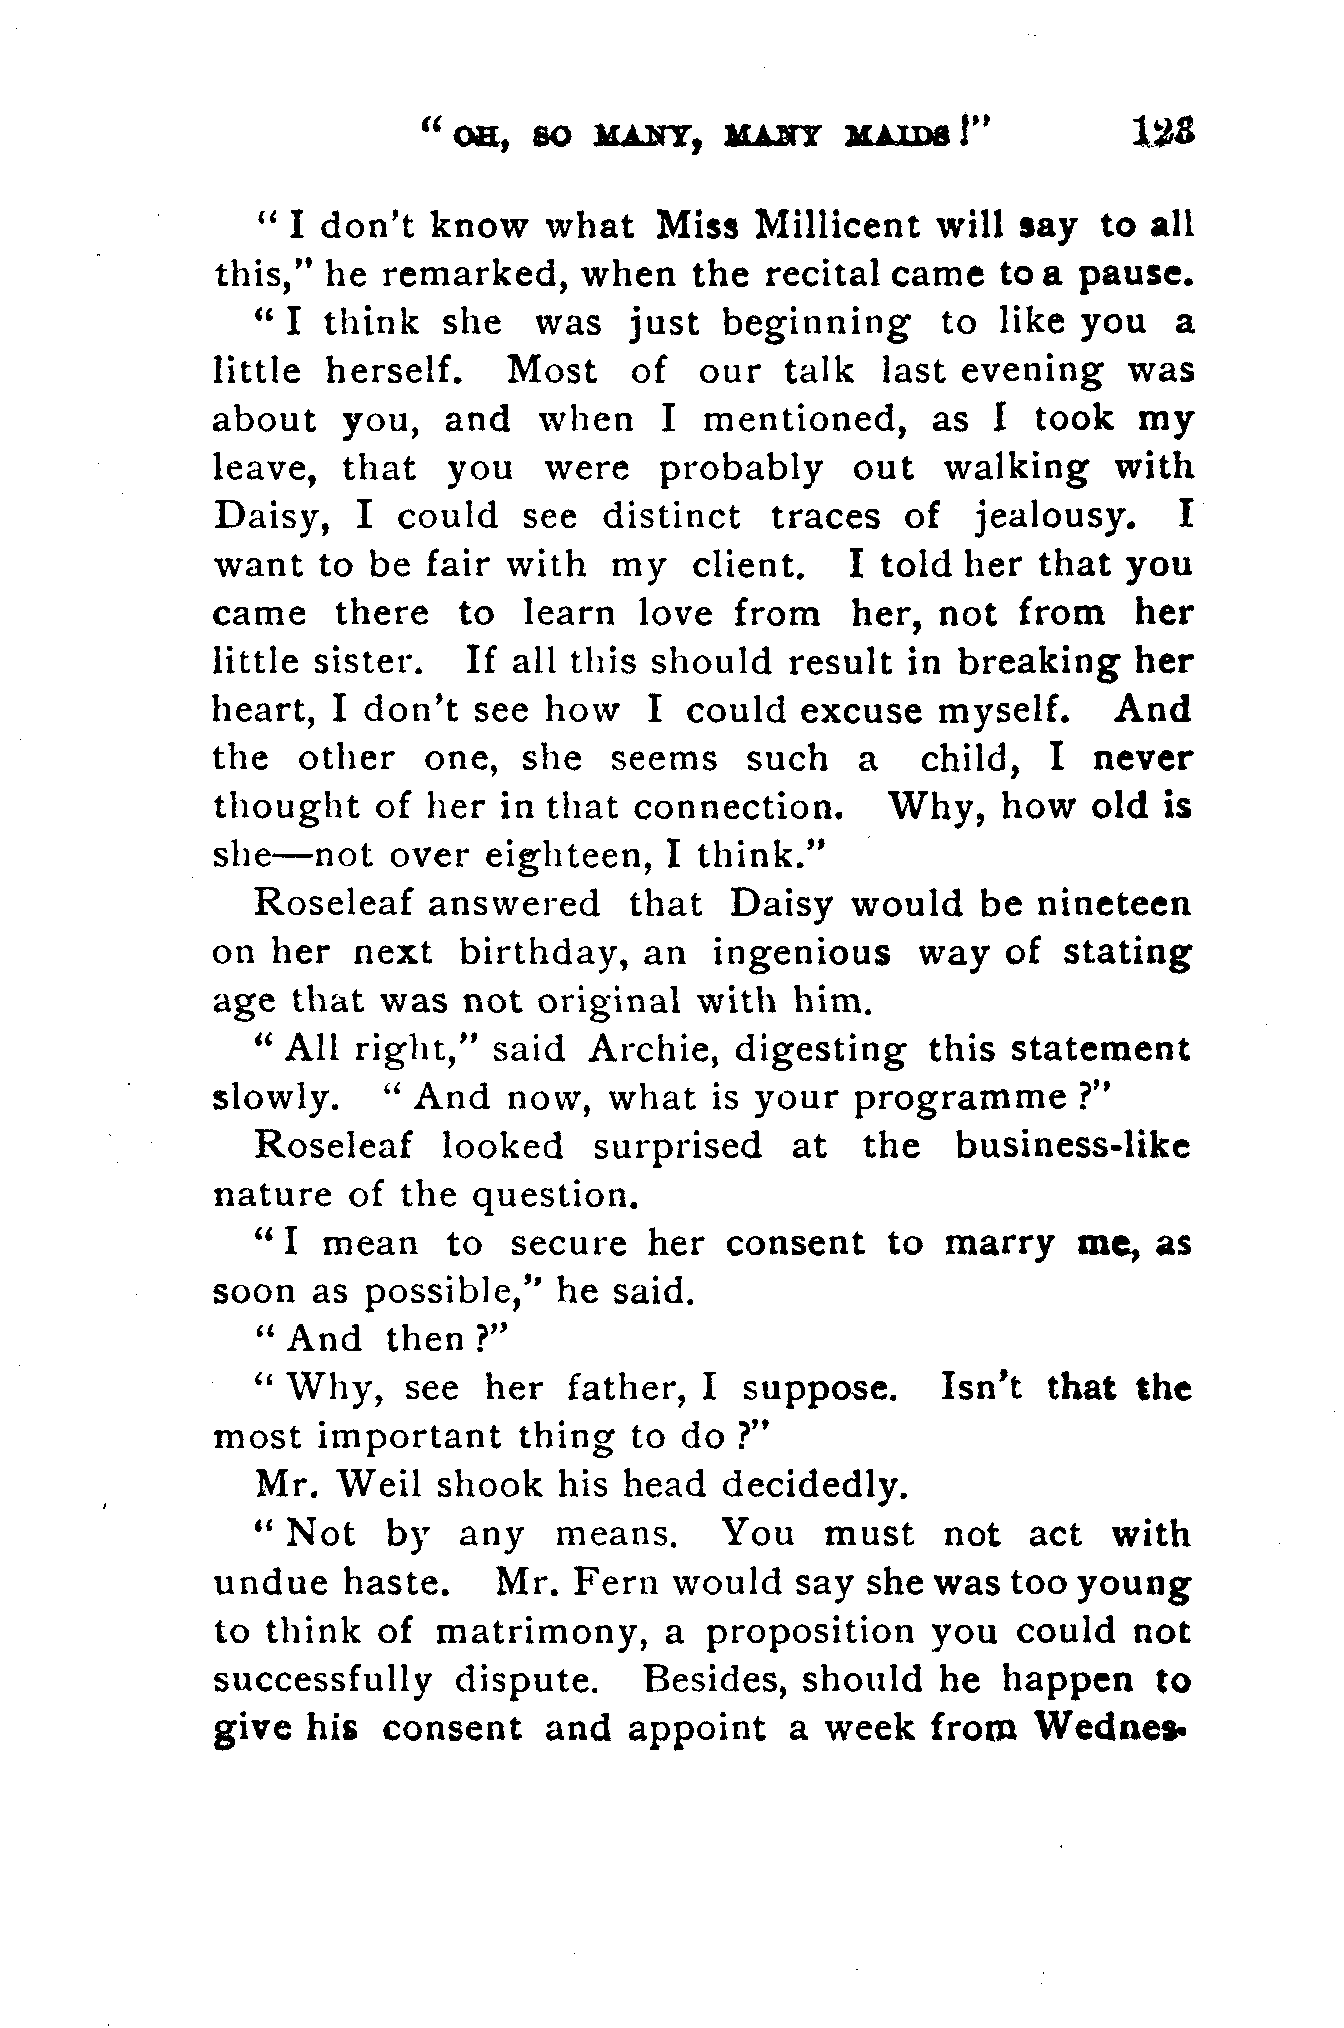 “ OH, SO MANY, MANY MAIDS !” 123
“ I don’t know what Miss Millicent will say to all
this,” he remarked, when the recital came to a pause.
“ I think she was just beginning to like you a
little herself. Most of our talk last evening was
about you, and when I mentioned, as I took my
leave, that you were probably out walking with
Daisy, I could see distinct traces of jealousy. I
want to be fair with my client. I told her that you
came there to learn love from her, not from her
little sister. If all this should result in breaking her
heart, I don’t see how I could excuse myself. And
the other one, she seems such a child, I never
thought of her in that connection. Why, how old is
she—not over eighteen, I think.”
Roseleaf answered that Daisy would be nineteen
on her next birthday, an ingenious way of stating
age that was not original with him.
“ All right,” said Archie, digesting this statement
slowly. “ And now, what is your programme ?”
Roseleaf looked surprised at the business-like
nature of the question.
“ I mean to secure her consent to marry me, as
soon as possible,” he said.
“ And then ?”
“ Why, see her father, I suppose. Isn’t that the
most important thing to do ?”
Mr. Weil shook his head decidedly.
“ Not by any means. You must not act with
undue haste. Mr. Fern would say she was too young
to think of matrimony, a proposition you could not
successfully dispute. Besides, should he happen to
give his consent and appoint a week from Wednes-